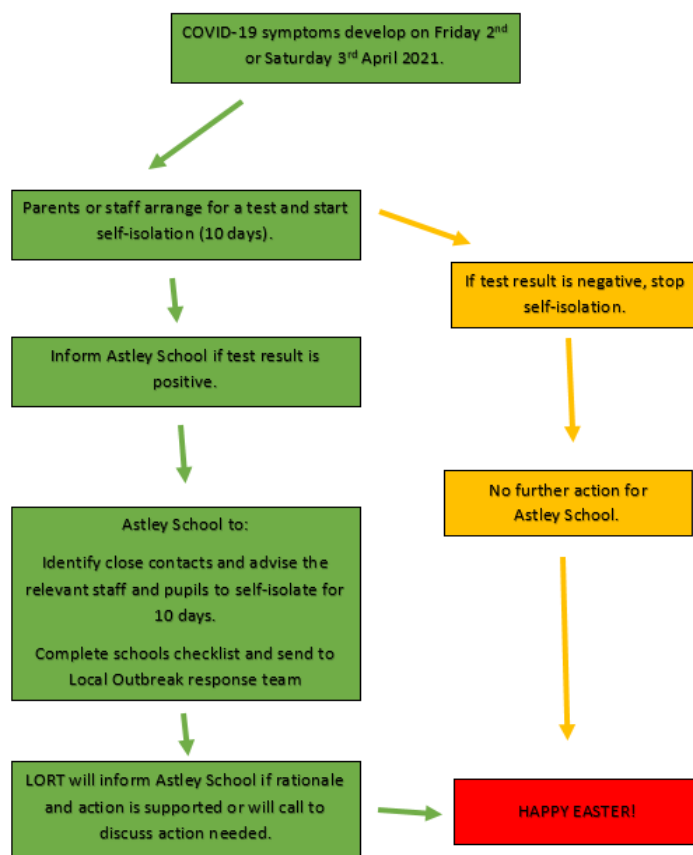 COVID-19 symptoms develop on Friday 2nd
or Saturday 3rd April 2021.
Parents or staff arrange for a test and start
self-isolation (10 days).
If test result is negative, stop
self-isolation.
Inform Astley School if test result is
positive.
No further action for
Astley School.
Astley School to:
Identify close contacts and advise the
relevant staff and pupils to self-isolate for
10 days.
Complete schools checklist and send to
Local Outbreak response team
LORT will inform Astley School if rationale
and action is supported or will call to
discuss action needed.
HAPPY EASTER!